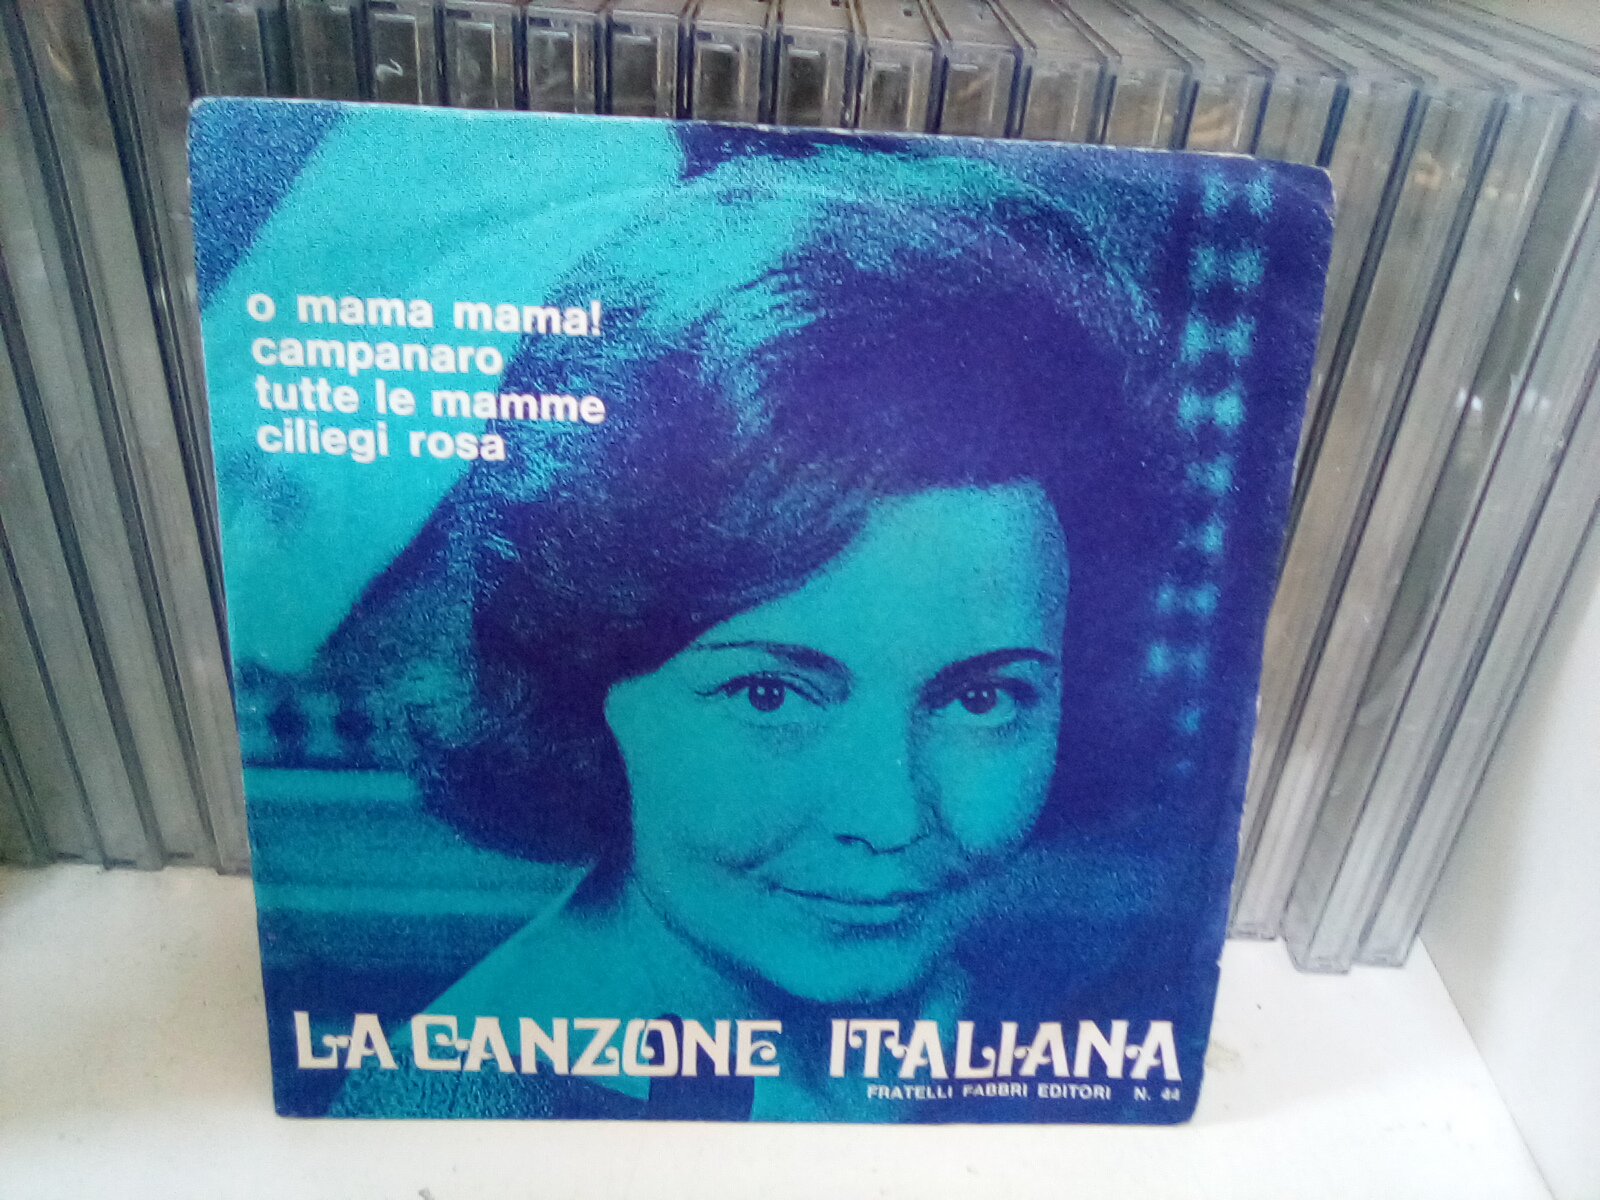 o mama mama!
campanaro
tutte le mamme
ciliegi rosa
LA CANZONE ITALIANA
FRATELLI FABBRI EDITORI N. 44